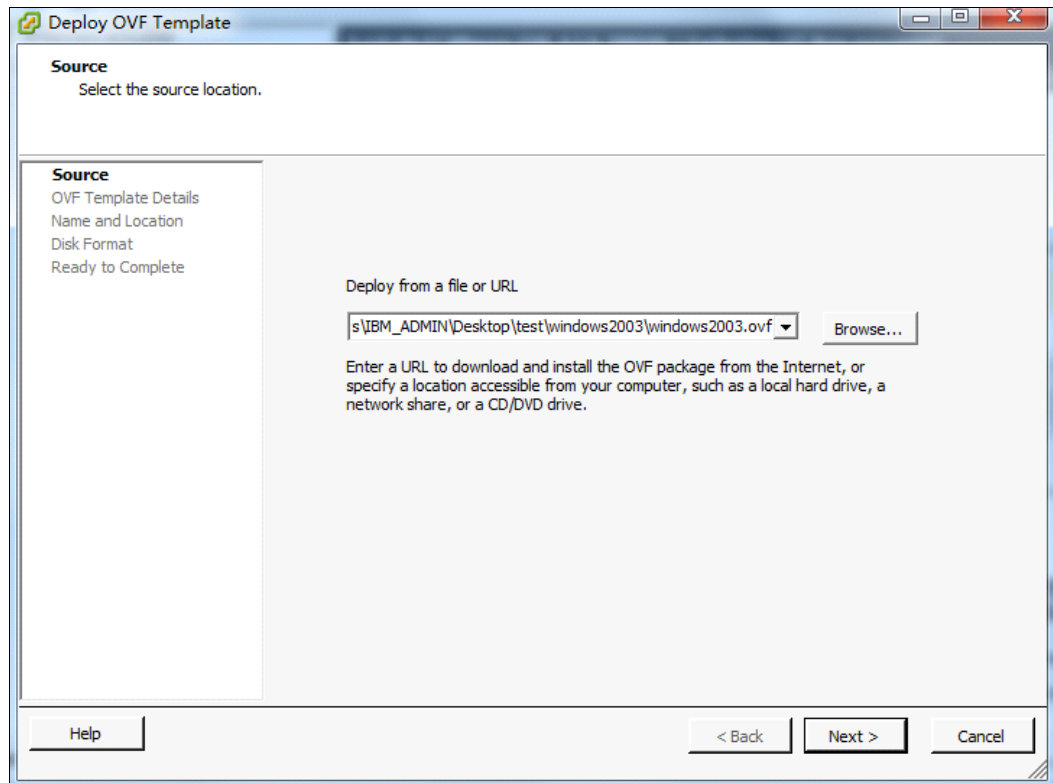 Deploy OVF Template
Source
Select the source location.
Source
OVF Template Details
Name and Location
Disk Format
Ready to Complete
Deploy from a file or URL
s\IBM_ADMIN\Desktop\test\windows2003\windows2003.ovf
Browse...
Enter a URL to download and install the OVF package from the Internet, or
specify a location accessible from your computer, such as a local hard drive, a
network share, or a CD/DVD drive.
Help
< Back
Next >
Cancel